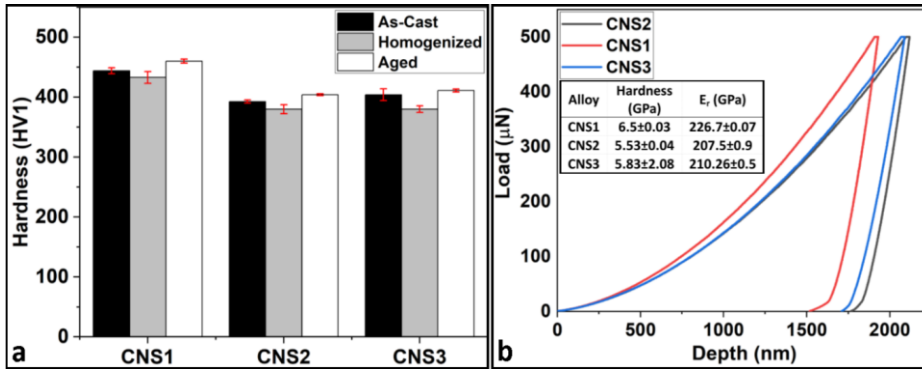 As-Cast
Homogenized
Aged
500
400
300
200
100
0
Hardness (HV1)
CNS1 CNS2 CNS3
a
CNS2
CNS1
CNS3
Alloy Hardness (GPa) Er (GPa)
CNS1 6.5±0.03 226.7±0.07
CNS2 5.53±0.04 207.5±0.9
CNS3 5.83±2.08 210.26±0.5
500
400
300
200
100
0
Load (μN)
0 500 1000 1500 2000
Depth (nm)
b